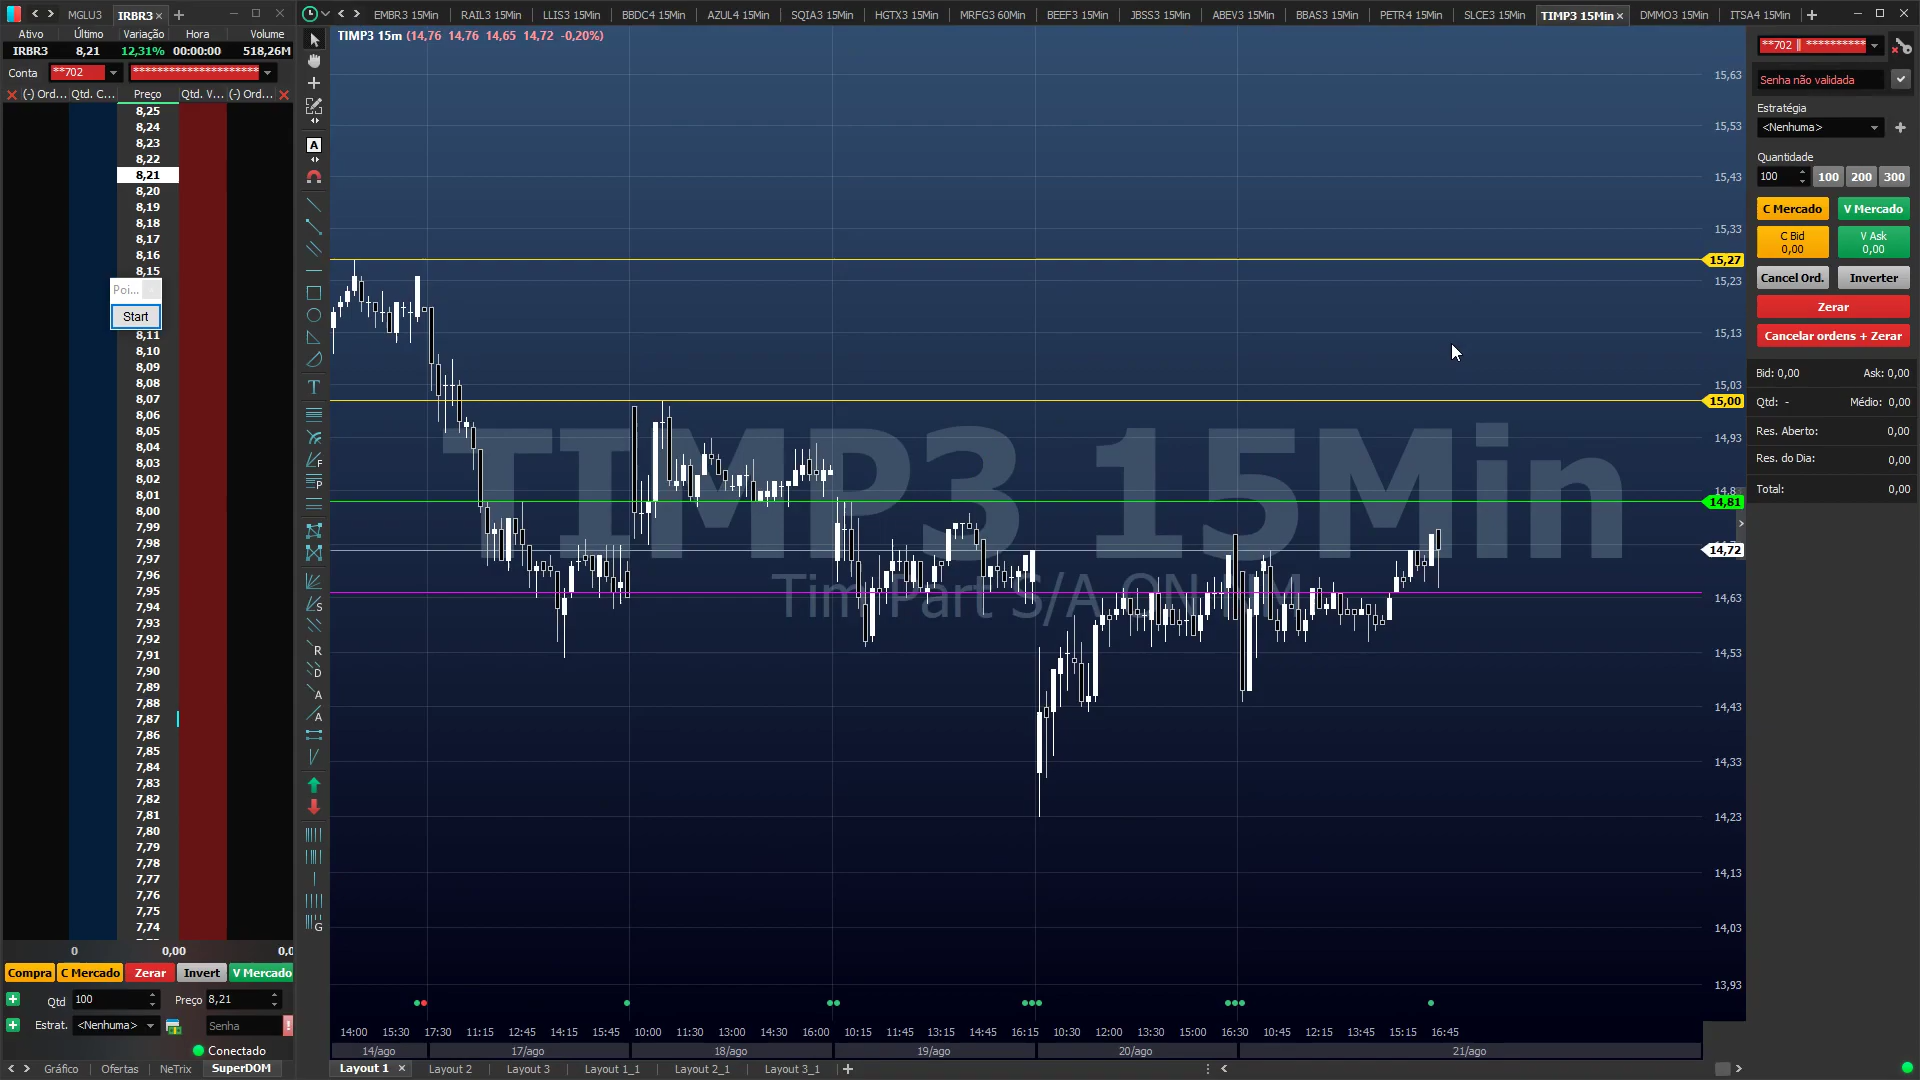 MGLU3 IRBR3
Ativo Último Variação Hora Volume
IRBR3 8,21 12,31% 00:00:00 518,26M
Conta **702 **********************
(-) Ord... Qtd. C... Preço Qtd. V... (-) Ord...
8,25
8,24
8,23
8,22
8,21
8,20
8,19
8,18
8,17
8,16
8,15
Poi...
Start
8,11
8,10
8,09
8,08
8,07
8,06
8,05
8,04
8,03
8,02
8,01
8,00
7,99
7,98
7,97
7,96
7,95
7,94
7,93
7,92
7,91
7,90
7,89
7,88
7,87
7,86
7,85
7,84
7,83
7,82
7,81
7,80
7,79
7,78
7,77
7,76
7,75
7,74
0 0,00 0,0
Compra C Mercado Zerar Invert V Mercado
Qtd 100 Preço 8,21
Estrat. <Nenhuma> Senha
Conectado
Gráfico Ofertas NeTrix SuperDOM
EMBR3 15Min RAIL3 15Min LLIS3 15Min BBDC4 15Min AZUL4 15Min SQIA3 15Min HGTX3 15Min MRFG3 60Min BEEF3 15Min JBSS3 15Min ABEV3 15Min BBAS3 15Min PETR4 15Min SLCE3 15Min TIMP3 15Min DMMO3 15Min ITSA4 15Min
TIMP3 15m (14,76 14,76 14,65 14,72 -0,20%)
TIMP3 15Min
Tim Part S/A ON NM
15,63
15,53
15,43
15,33
15,27
15,23
15,13
15,03
15,00
14,93
14,81
14,72
14,63
14,53
14,43
14,33
14,23
14,13
14,03
13,93
14:00 15:30 17:30 11:15 12:45 14:15 15:45 10:00 11:30 13:00 14:30 16:00 10:15 11:45 13:15 14:45 16:15 10:30 12:00 13:30 15:00 16:30 10:45 12:15 13:45 15:15 16:45
14/ago 17/ago 18/ago 19/ago 20/ago 21/ago
Layout 1 Layout 2 Layout 3 Layout 1_1 Layout 2_1 Layout 3_1
**702 || **********
Senha não validada
Estratégia
<Nenhuma>
Quantidade
100 100 200 300
C Mercado V Mercado
C Bid V Ask
0,00 0,00
Cancel Ord. Inverter
Zerar
Cancelar ordens + Zerar
Bid: 0,00 Ask: 0,00
Qtd: - Médio: 0,00
Res. Aberto: 0,00
Res. do Dia: 0,00
Total: 0,00